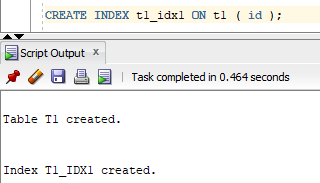 CREATE INDEX t1_idx1 ON t1 ( id );
Script Output x
Task completed in 0.464 seconds
Table T1 created.
Index T1_IDX1 created.